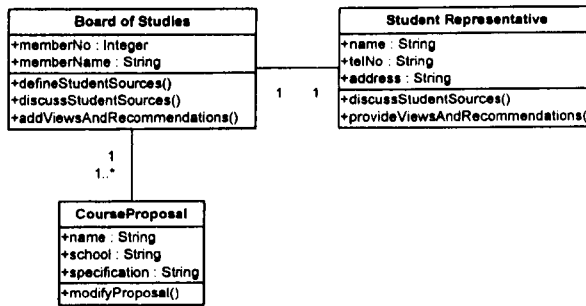 Board of Studies
+memberNo : Integer
+memberName : String
+defineStudentSources()
+discussStudentSources()
+addViewsAndRecommendations()
1
1
Student Representative
+name : String
+telNo : String
+address : String
+discussStudentSources()
+provideViewsAndRecommendations()
1
1..*
CourseProposal
+name : String
+school : String
+specification : String
+modifyProposal()